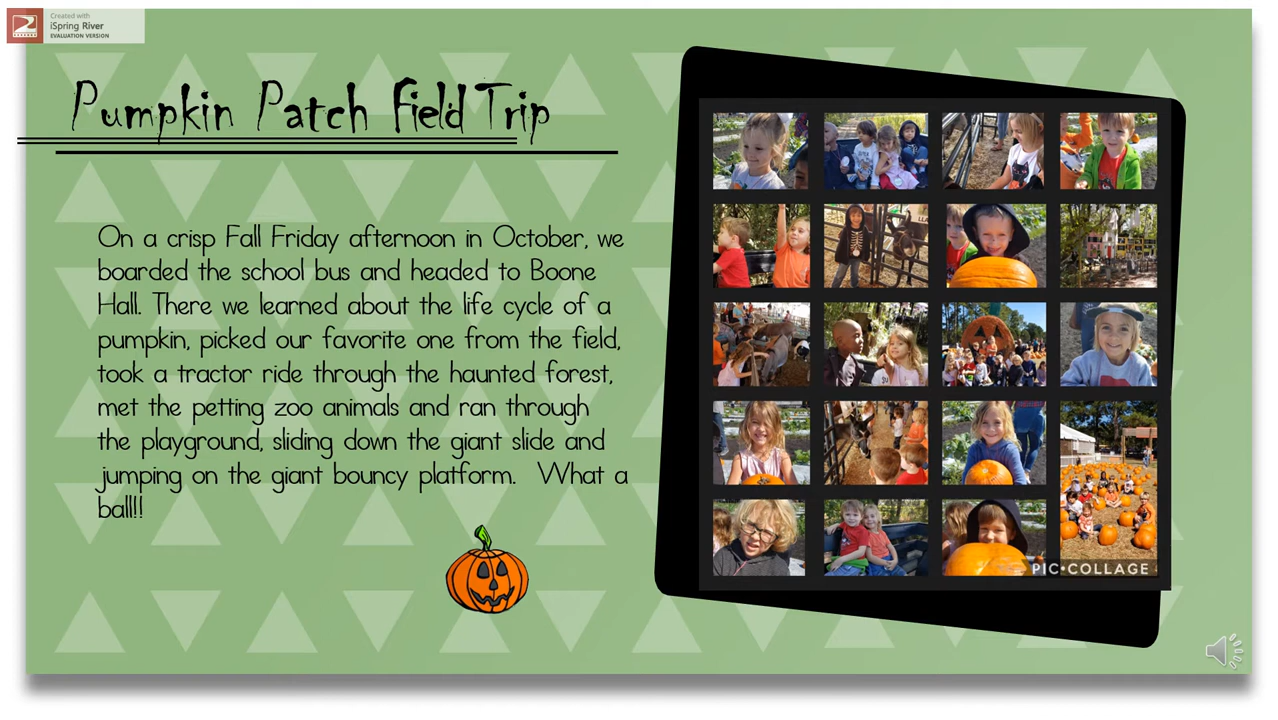 Created with
iSpring River
EVALUATION VERSION
Pumpkin Patch Field Trip
On a crisp Fall Friday afternoon in October, we
boarded the school bus and headed to Boone
Hall. There we learned about the life cycle of a
pumpkin, picked our favorite one from the field,
took a tractor ride through the haunted forest,
met the petting zoo animals and ran through
the playground, sliding down the giant slide and
jumping on the giant bouncy platform.  What a
ball!!
PIC•COLLAGE